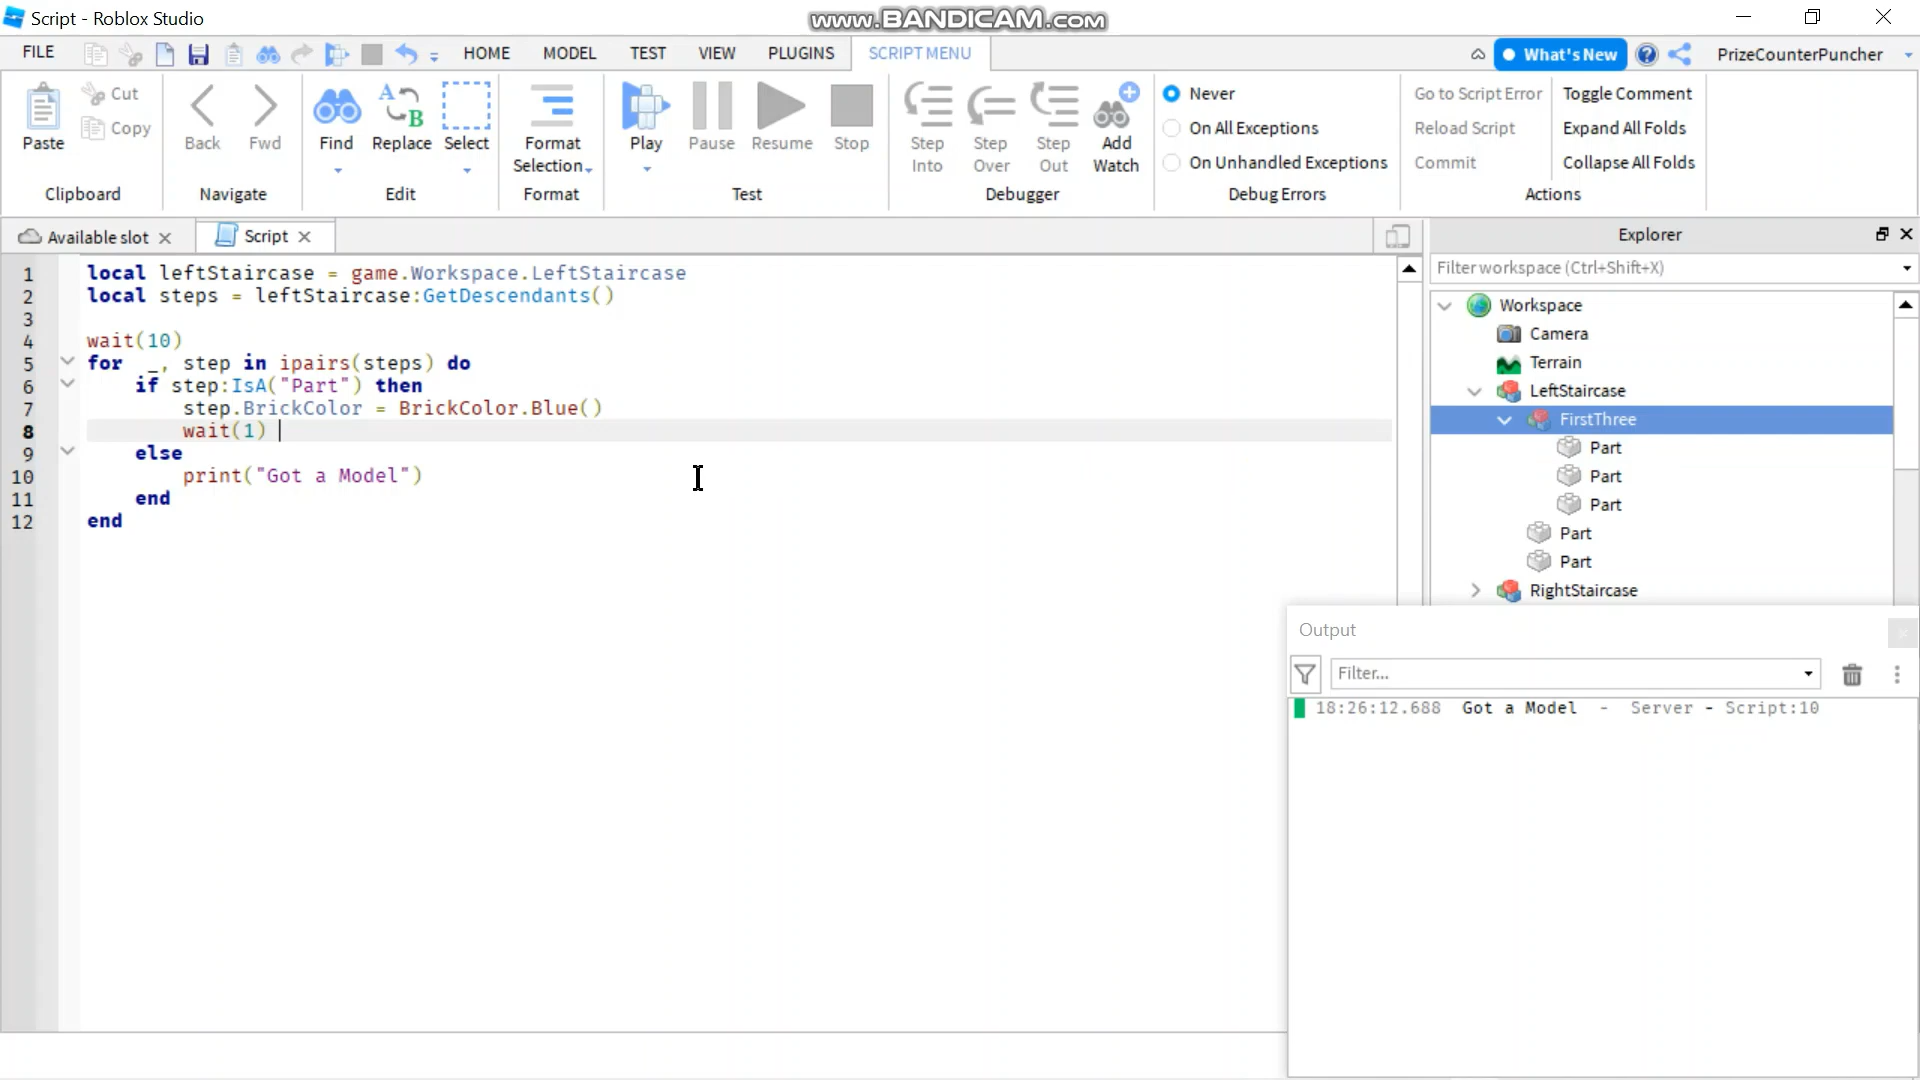 Script - Roblox Studio
www.BANDICAM.com
FILE HOME MODEL TEST VIEW PLUGINS SCRIPT MENU What's New PrizeCounterPuncher
Paste Cut Copy
Clipboard
Back Fwd
Navigate
Find Replace Select
Edit
Format Selection
Format
Play Pause Resume Stop
Test
Step Into Step Over Step Out Add Watch
Debugger
Never
On All Exceptions
On Unhandled Exceptions
Debug Errors
Go to Script Error Toggle Comment
Reload Script Expand All Folds
Commit Collapse All Folds
Actions
Available slot Script
1 local leftStaircase = game.Workspace.LeftStaircase
2 local steps = leftStaircase:GetDescendants()
3
4 wait(10)
5 for _, step in ipairs(steps) do
6 if step:IsA("Part") then
7 step.BrickColor = BrickColor.Blue()
8 wait(1)
9 else
10 print("Got a Model")
11 end
12 end
Explorer
Filter workspace (Ctrl+Shift+X)
Workspace
Camera
Terrain
LeftStaircase
FirstThree
Part
Part
Part
Part
Part
RightStaircase
Output
Filter...
18:26:12.688 Got a Model - Server - Script:10